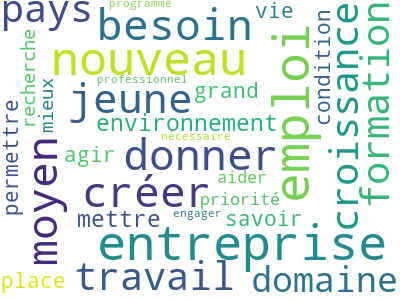 programme
pays
besoin
vie
nouveau
recherche
professionnel
jeune
mieux
grand
emploi
condition
croissance
formation
permettre
environnement
nécessaire
agir
donner
moyen
créer
aider
priorité
mettre
engager
savoir
entreprise
place
travail
domaine